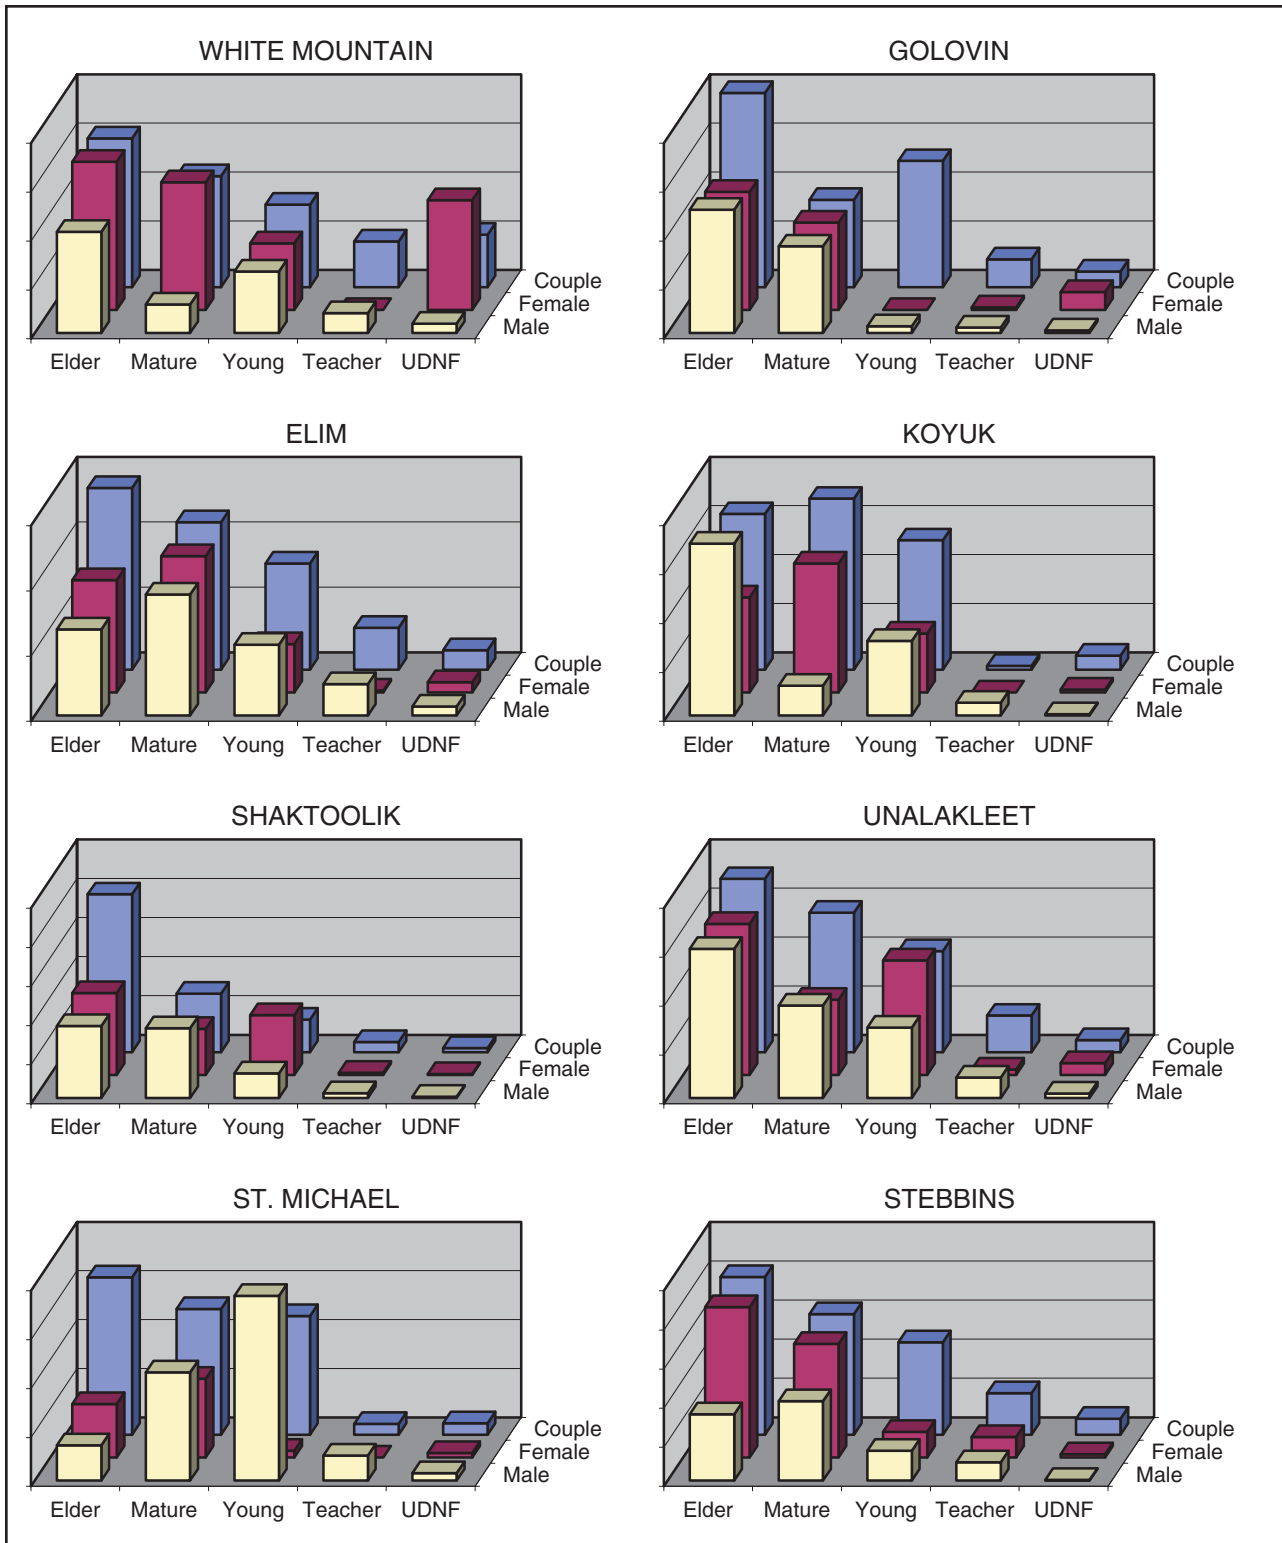 WHITE MOUNTAIN
Couple
Female
Male
Elder Mature Young Teacher UDNF
GOLOVIN
Couple
Female
Male
Elder Mature Young Teacher UDNF
ELIM
Couple
Female
Male
Elder Mature Young Teacher UDNF
KOYUK
Couple
Female
Male
Elder Mature Young Teacher UDNF
SHAKTOOLIK
Couple
Female
Male
Elder Mature Young Teacher UDNF
UNALAKLEET
Couple
Female
Male
Elder Mature Young Teacher UDNF
ST. MICHAEL
Couple
Female
Male
Elder Mature Young Teacher UDNF
STEBBINS
Couple
Female
Male
Elder Mature Young Teacher UDNF